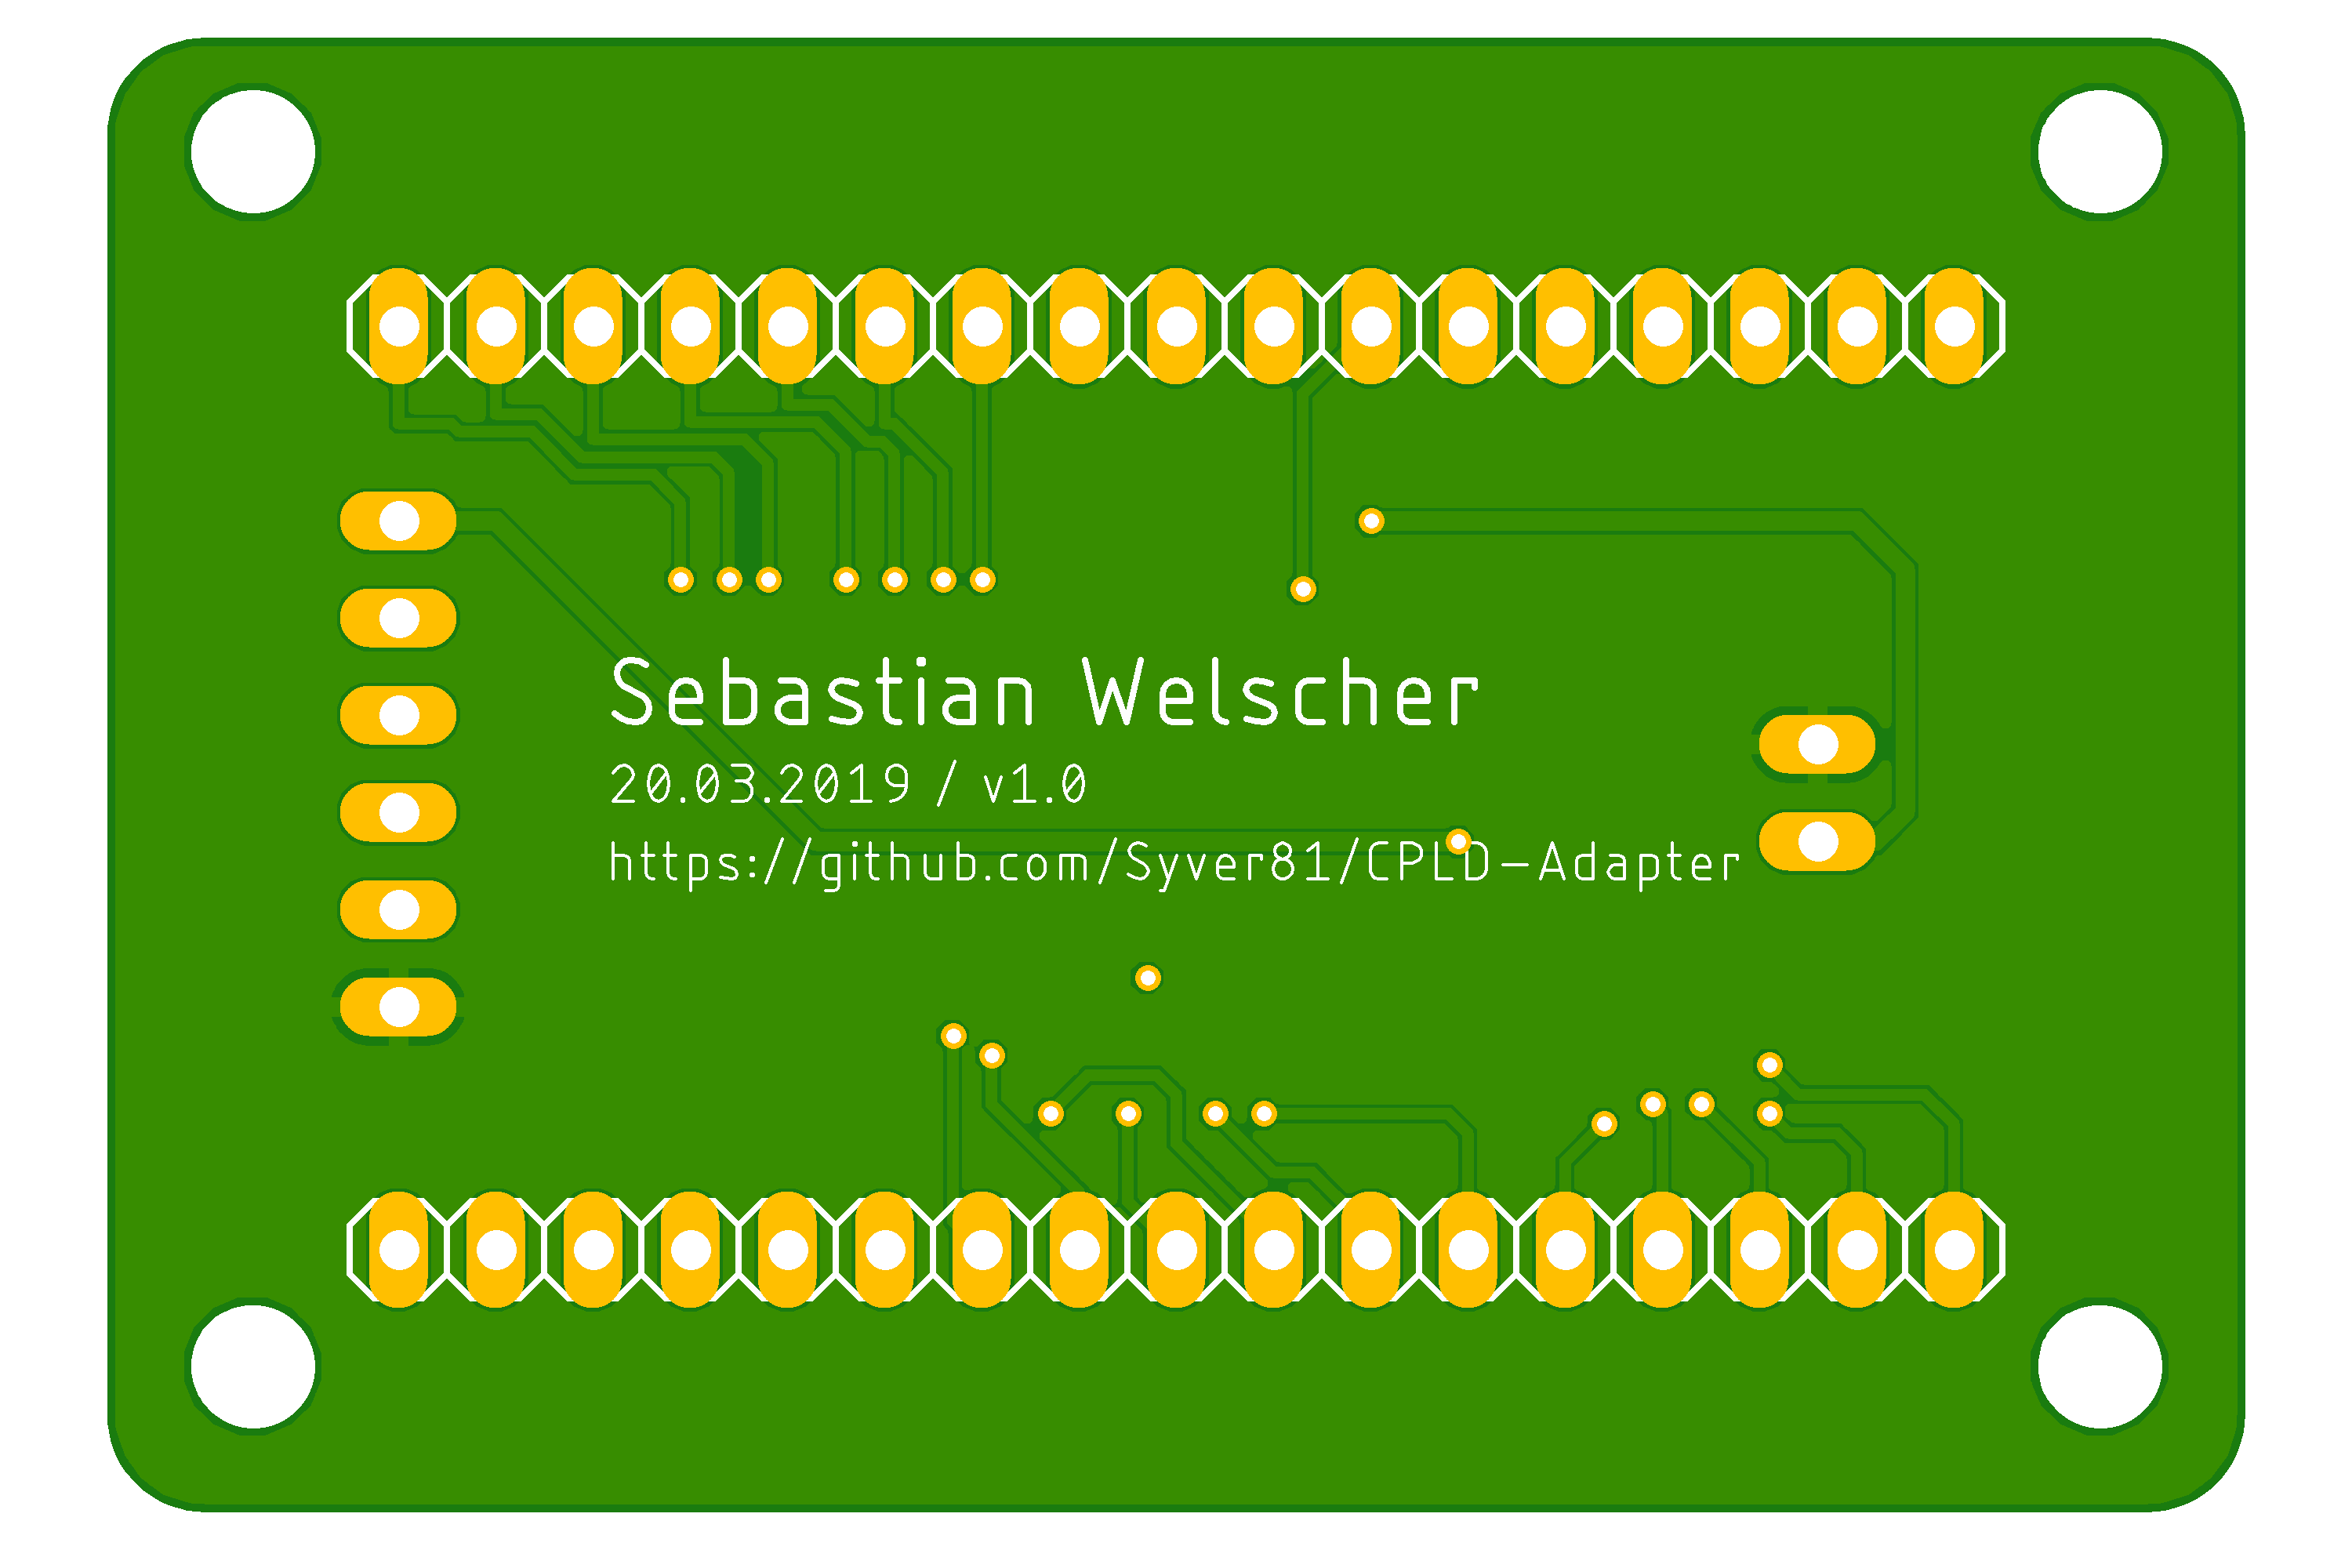 Sebastian Welscher
20.03.2019 / v1.0
https://github.com/Syver81/CPLD-Adapter